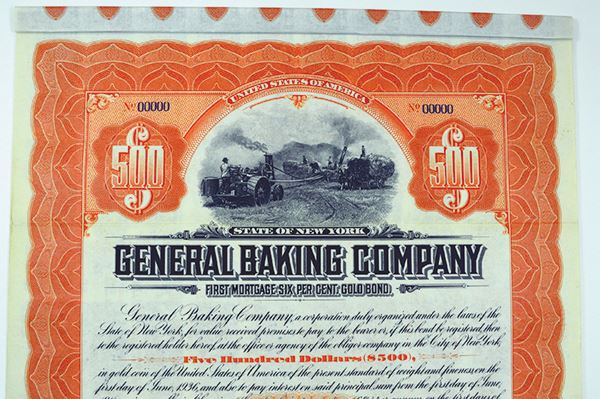 UNITED STATES OF AMERICA
No 00000
No 00000
$500
$500
STATE OF NEW YORK
GENERAL BAKING COMPANY
FIRST MORTGAGE SIX PER CENT. GOLD BOND.
General Baking Company, a corporation duly organized under the laws of the
State of New York, for value received promises to pay to the bearer or, if this bond be registered, then
to the registered holder hereof, at the office or agency of the obligor company in the City of New York,
Five Hundred Dollars ($500),
in gold coin of the United States of America of the present standard of weight and fineness, on the
first day of June, 1936, and also to pay interest on said principal sum from the first day of June,